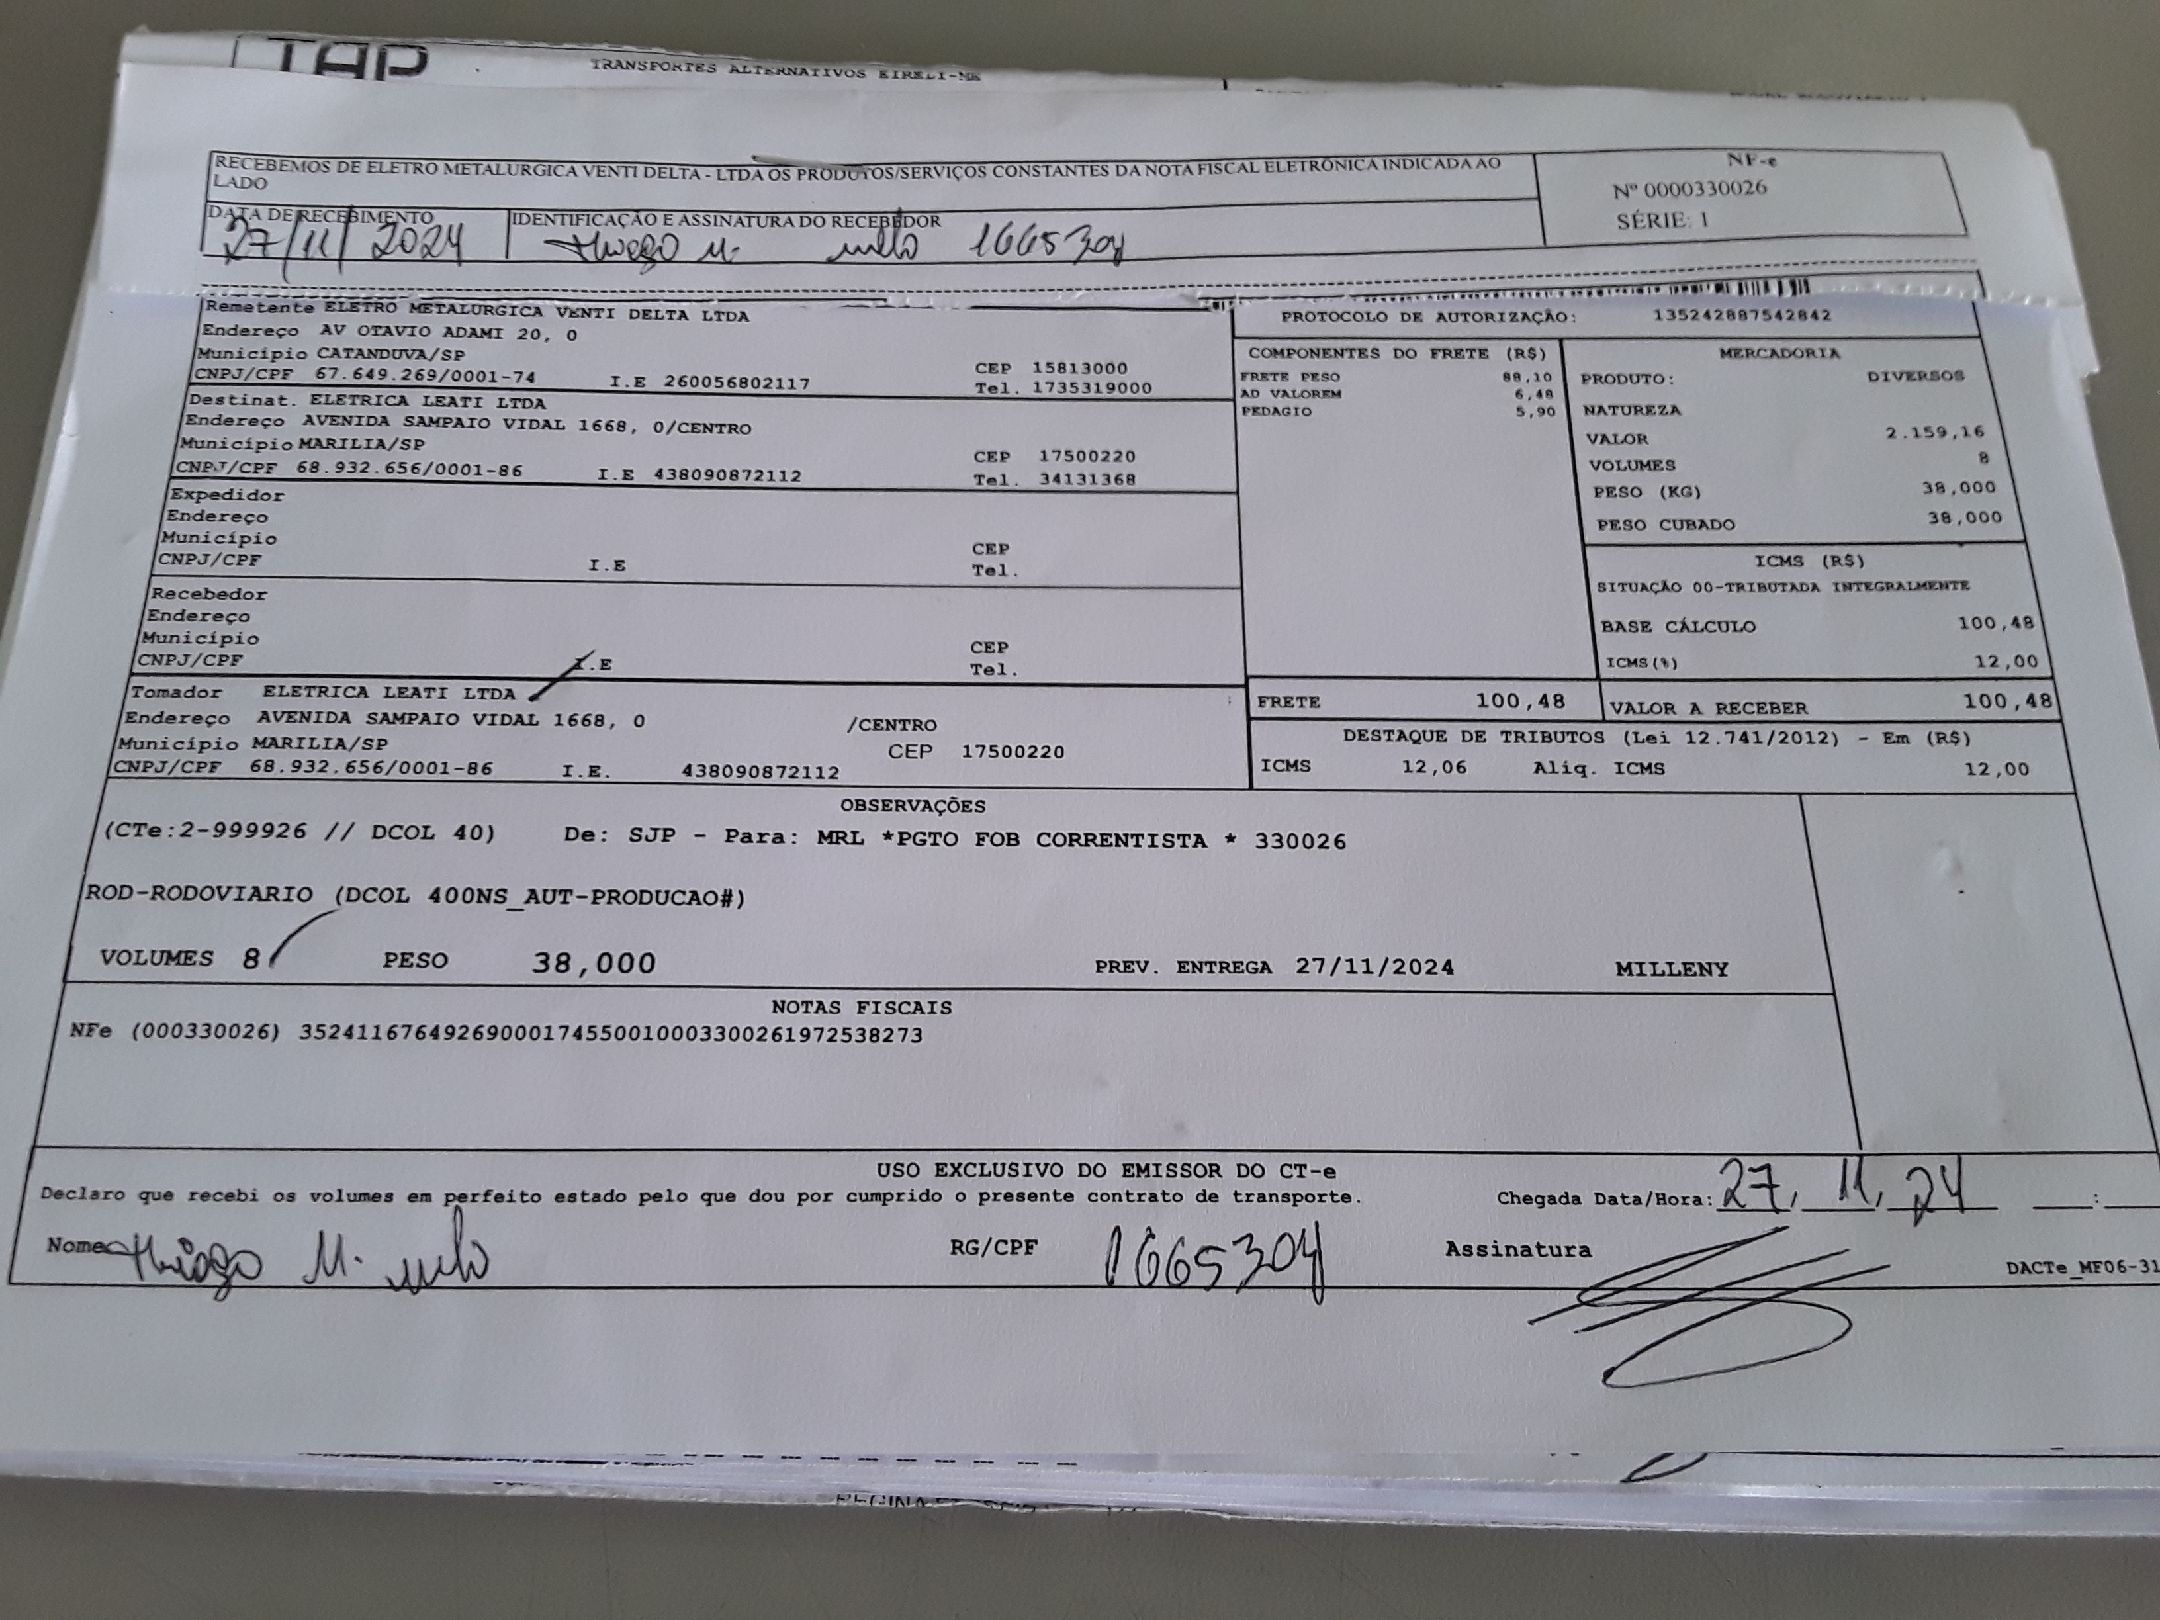 TAP
TRANSPORTES ALTERNATIVOS EIRELI-ME
RECEBEMOS DE ELETRO METALURGICA VENTI DELTA - LTDA OS PRODUTOS/SERVIÇOS CONSTANTES DA NOTA FISCAL ELETRÔNICA INDICADA AO
LADO
NF-e
Nº 0000330026
SÉRIE: 1
DATA DE RECEBIMENTO
27/11/2024
IDENTIFICAÇÃO E ASSINATURA DO RECEBEDOR
Thiago M. Melo 1665304
Remetente ELETRO METALURGICA VENTI DELTA LTDA
Endereço AV OTAVIO ADAMI 20, 0
Município CATANDUVA/SP CEP 15813000
CNPJ/CPF 67.649.269/0001-74 I.E 260056802117 Tel. 1735319000
Destinat. ELETRICA LEATI LTDA
Endereço AVENIDA SAMPAIO VIDAL 1668, 0/CENTRO
Município MARILIA/SP CEP 17500220
CNPJ/CPF 68.932.656/0001-86 I.E 438090872112 Tel. 34131368
Expedidor
Endereço
Município CEP
CNPJ/CPF I.E Tel.
Recebedor
Endereço
Município CEP
CNPJ/CPF I.E Tel.
Tomador ELETRICA LEATI LTDA
Endereço AVENIDA SAMPAIO VIDAL 1668, 0 /CENTRO
Município MARILIA/SP CEP 17500220
CNPJ/CPF 68.932.656/0001-86 I.E. 438090872112
PROTOCOLO DE AUTORIZAÇÃO: 135242887542842
COMPONENTES DO FRETE (R$)
FRETE PESO 88,10
AD VALOREM 6,48
PEDAGIO 5,90
MERCADORIA
PRODUTO: DIVERSOS
NATUREZA
VALOR 2.159,16
VOLUMES 8
PESO (KG) 38,000
PESO CUBADO 38,000
ICMS (R$)
SITUAÇÃO 00-TRIBUTADA INTEGRALMENTE
BASE CÁLCULO 100,48
ICMS(%) 12,00
FRETE 100,48 VALOR A RECEBER 100,48
DESTAQUE DE TRIBUTOS (Lei 12.741/2012) - Em (R$)
ICMS 12,06 Aliq. ICMS 12,00
OBSERVAÇÕES
(CTe:2-999926 // DCOL 40) De: SJP - Para: MRL *PGTO FOB CORRENTISTA * 330026
ROD-RODOVIARIO (DCOL 400NS_AUT-PRODUCAO#)
VOLUMES 8 PESO 38,000 PREV. ENTREGA 27/11/2024 MILLENY
NOTAS FISCAIS
NFe (000330026) 35241167649269000174550010003300261972538273
USO EXCLUSIVO DO EMISSOR DO CT-e
Declaro que recebi os volumes em perfeito estado pelo que dou por cumprido o presente contrato de transporte. Chegada Data/Hora: 27, 11, 24 :
Nome Thiago M. Melo RG/CPF 1665304 Assinatura
DACTe_MF06-31